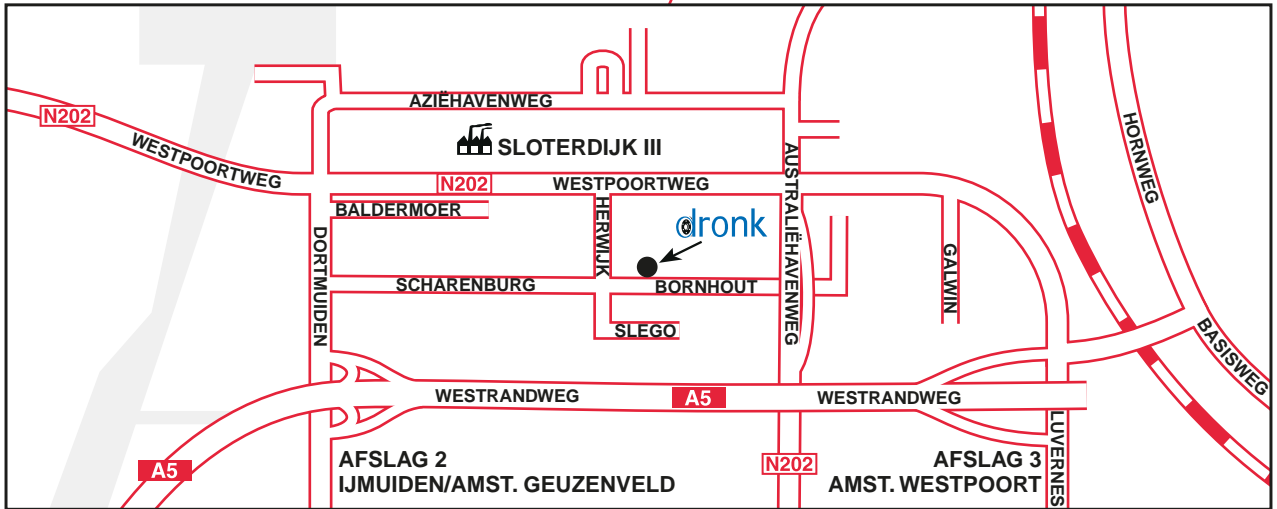 AZIËHAVENWEG
N202
HORNWEG
WESTPOORTWEG
SLOTERDIJK III
AUSTRALIËHAVENWEG
N202
WESTPOORTWEG
BALDERMOER
HERWIJK
dronk
DORTMUIDEN
GALWIN
SCHARENBURG
BORNHOUT
SLEGO
BASISWEG
WESTRANDWEG
A5
WESTRANDWEG
LUVERNES
A5
AFSLAG 2
IJMUIDEN/AMST. GEUZENVELD
N202
AFSLAG 3
AMST. WESTPOORT